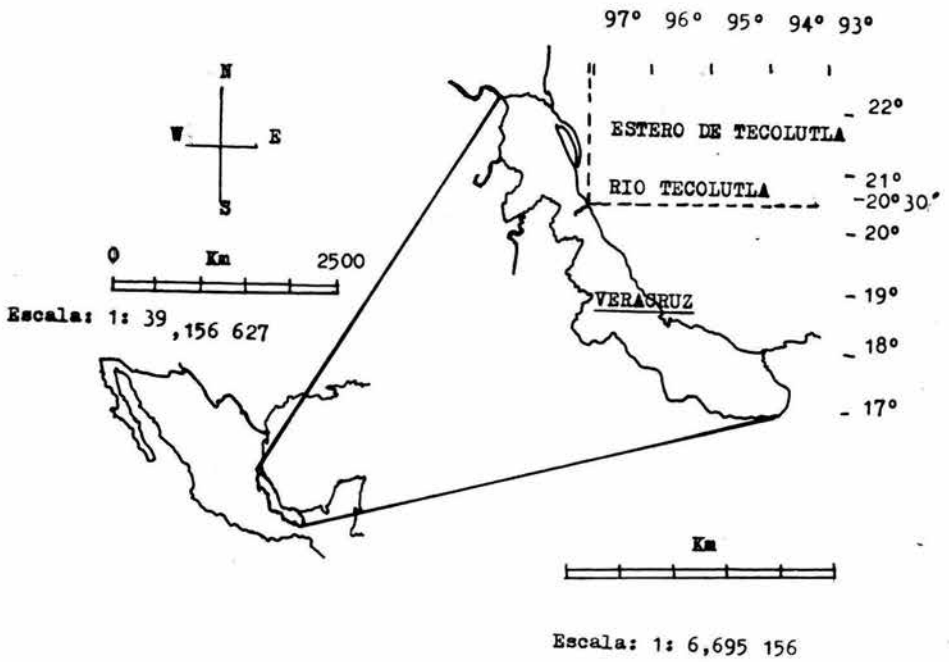 97° 96° 95° 94° 93°
N
W E
S
22°
ESTERO DE TECOLUTLA
21°
RIO TECOLUTLA
20°30'
20°
0 Km 2500
19°
VERACRUZ
Escala: 1: 39,156 627
18°
17°
Km
Escala: 1: 6,695 156